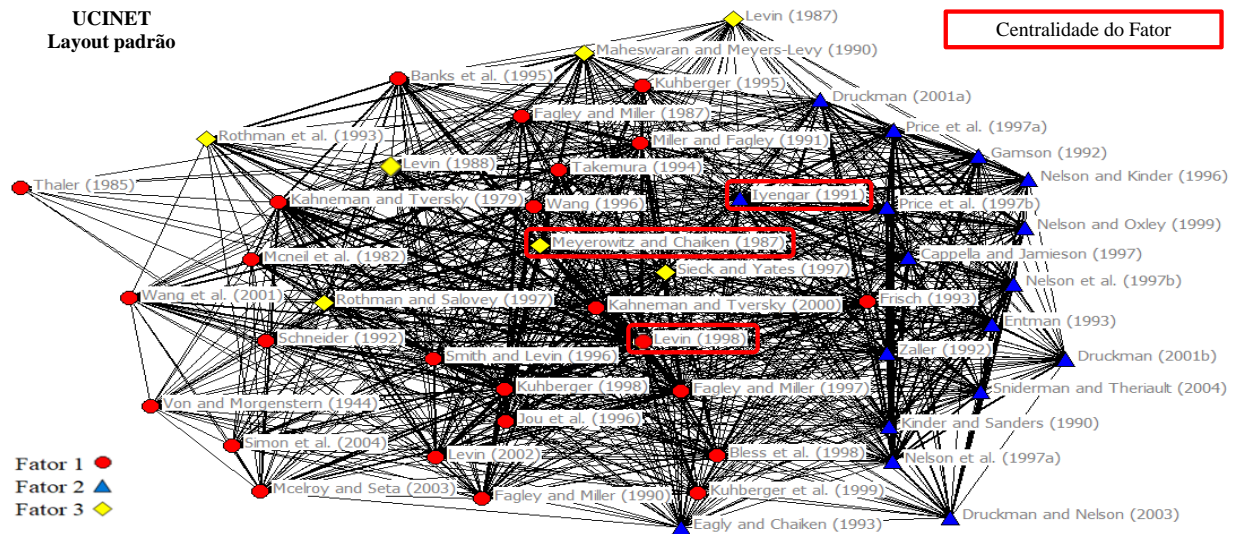 UCINET
Layout padrão
Levin (1987)
Centralidade do Fator
Maheswaran and Meyers-Levy (1990)
Banks et al. (1995)
Kuhberger (1995)
Druckman (2001a)
Fagley and Miller (1987)
Price et al. (1997a)
Rothman et al. (1993)
Miller and Fagley (1991)
Gamson (1992)
Levin (1988)
Takemura (1994)
Nelson and Kinder (1996)
Thaler (1985)
Kahneman and Tversky (1979)
Wang (1996)
Iyengar (1991)
Price et al. (1997b)
Nelson and Oxley (1999)
Meyerowitz and Chaiken (1987)
Mcneil et al. (1982)
Sieck and Yates (1997)
Cappella and Jamieson (1997)
Nelson et al. (1997b)
Wang et al. (2001)
Rothman and Salovey (1997)
Kahneman and Tversky (2000)
Frisch (1993)
Entman (1993)
Schneider (1992)
Levin (1998)
Smith and Levin (1996)
Zaller (1992)
Druckman (2001b)
Kuhberger (1998)
Fagley and Miller (1997)
Sniderman and Theriault (2004)
Von and Morgenstern (1944)
Jou et al. (1996)
Kinder and Sanders (1990)
Simon et al. (2004)
Levin (2002)
Bless et al. (1998)
Nelson et al. (1997a)
Fator 1
Fator 2
Fator 3
Mcelroy and Seta (2003)
Fagley and Miller (1990)
Kuhberger et al. (1999)
Druckman and Nelson (2003)
Eagly and Chaiken (1993)